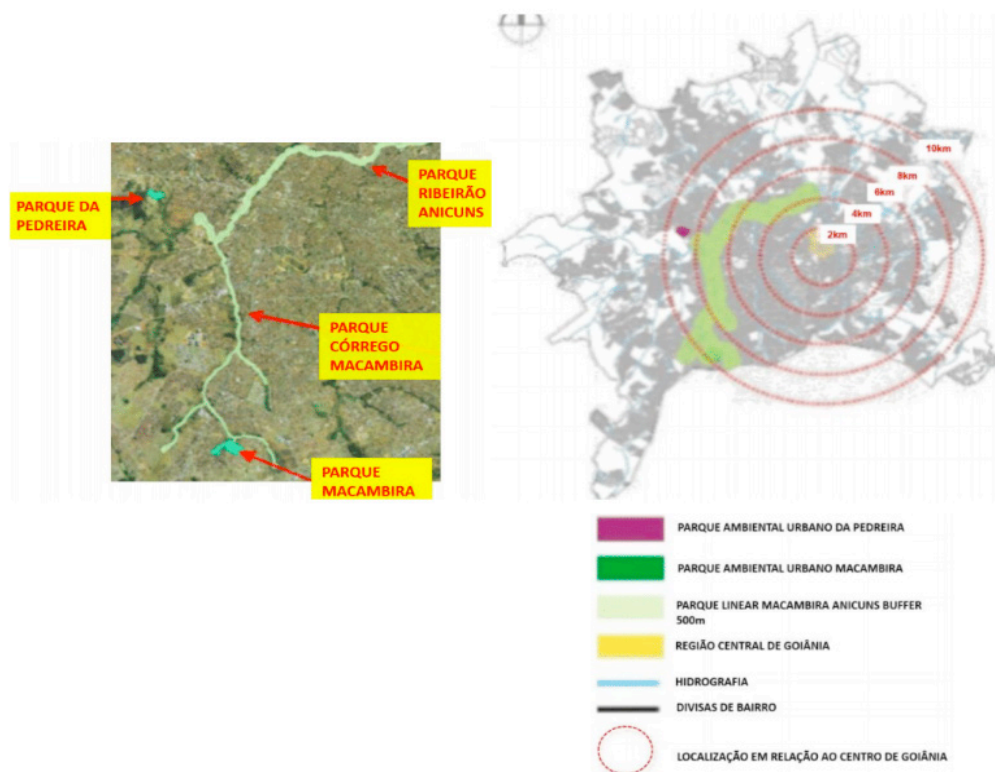 PARQUE DA
PEDREIRA
PARQUE
RIBEIRÃO
ANICUNS
PARQUE
CÓRREGO
MACAMBIRA
PARQUE
MACAMBIRA
10km
8km
6km
4km
2km
PARQUE AMBIENTAL URBANO DA PEDREIRA
PARQUE AMBIENTAL URBANO MACAMBIRA
PARQUE LINEAR MACAMBIRA ANICUNS BUFFER
500m
REGIÃO CENTRAL DE GOIÂNIA
HIDROGRAFIA
DIVISAS DE BAIRRO
LOCALIZAÇÃO EM RELAÇÃO AO CENTRO DE GOIÂNIA